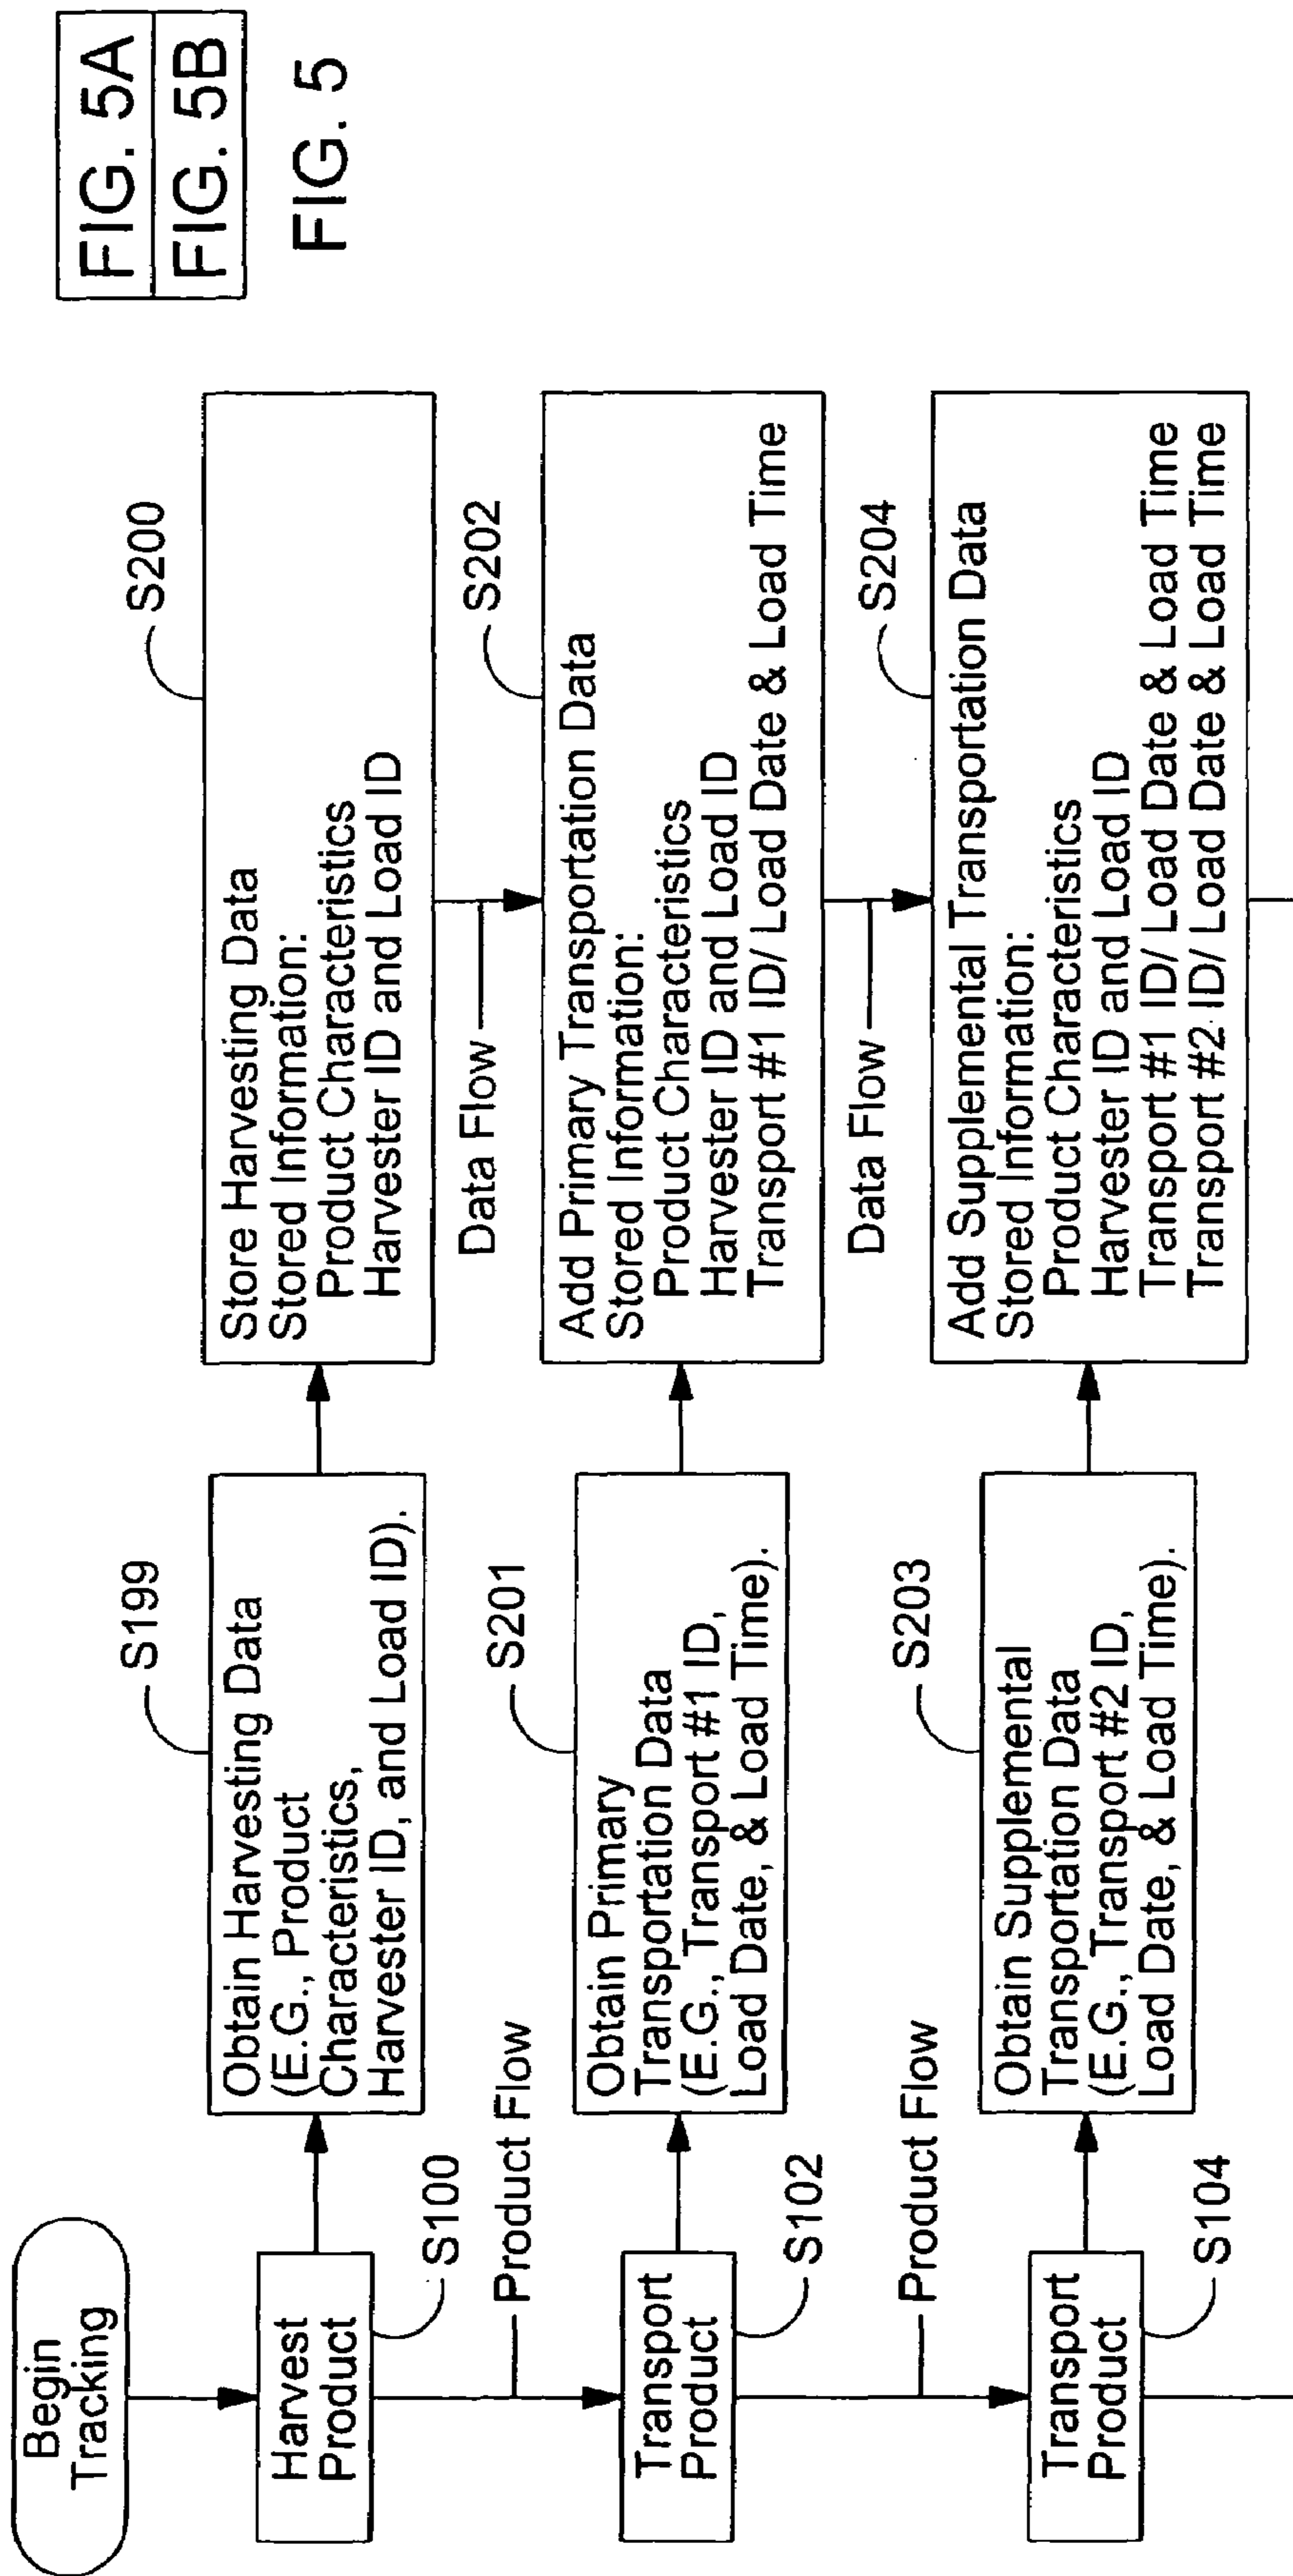 FIG. 5A
FIG. 5B
FIG. 5
Begin
Tracking
Harvest
Product
S100
Obtain Harvesting Data
(E.G., Product
Characteristics,
Harvester ID, and Load ID).
S199
Store Harvesting Data
Stored Information:
Product Characteristics
Harvester ID and Load ID
S200
Product Flow
Data Flow
Transport
Product
S102
Obtain Primary
Transportation Data
(E.G., Transport #1 ID,
Load Date, & Load Time).
S201
Add Primary Transportation Data
Stored Information:
Product Characteristics
Harvester ID and Load ID
Transport #1 ID/ Load Date & Load Time
S202
Product Flow
Data Flow
Transport
Product
S104
Obtain Supplemental
Transportation Data
(E.G., Transport #2 ID,
Load Date, & Load Time).
S203
Add Supplemental Transportation Data
Stored Information:
Product Characteristics
Harvester ID and Load ID
Transport #1 ID/ Load Date & Load Time
Transport #2 ID/ Load Date & Load Time
S204